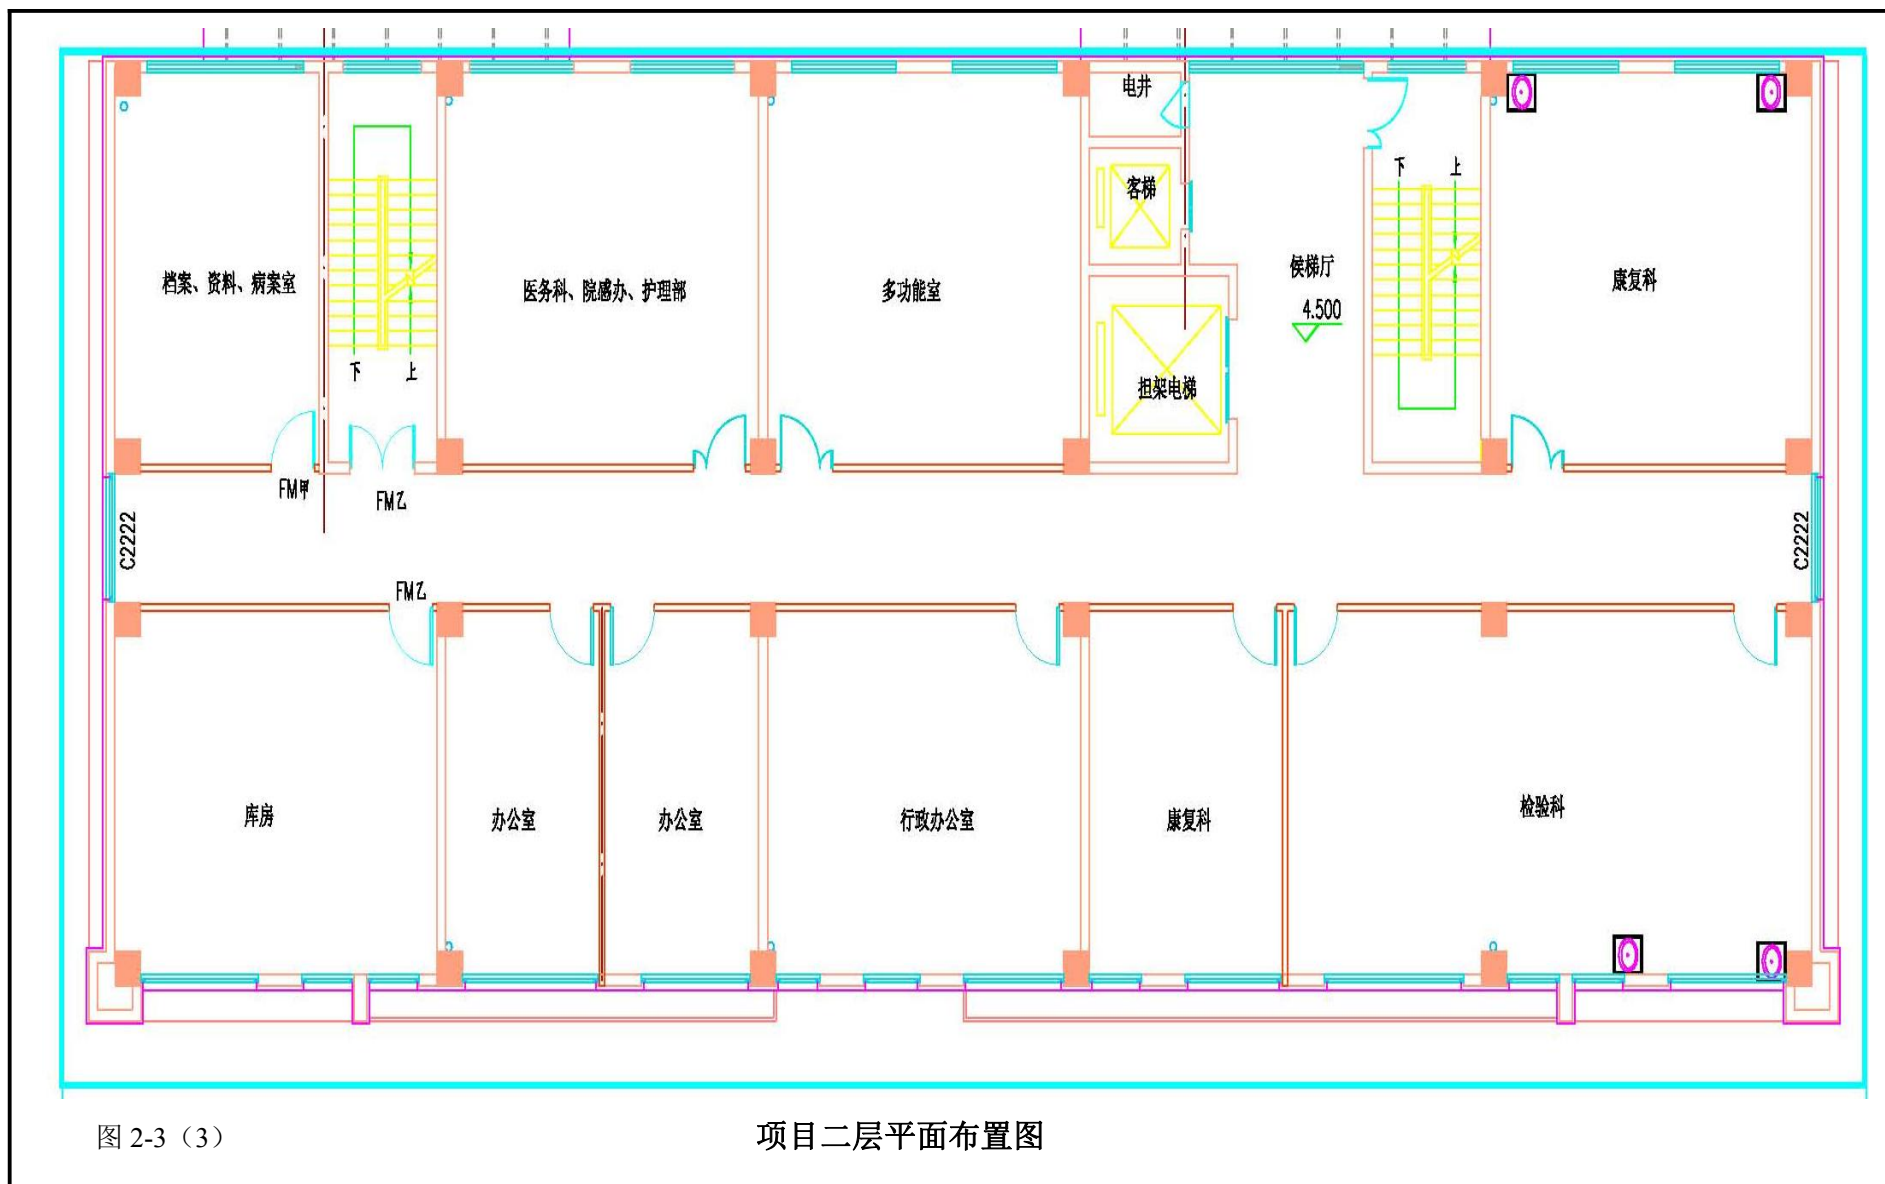 电井
下 上
客梯
侯梯厅
档案、资料、病案室
医务科、院感办、护理部
多功能室
康复科
4.500
下 上
担架电梯
FM甲
FM乙
C2222
C2222
FM乙
库房
办公室
办公室
行政办公室
康复科
检验科
图 2-3（3）
项目二层平面布置图